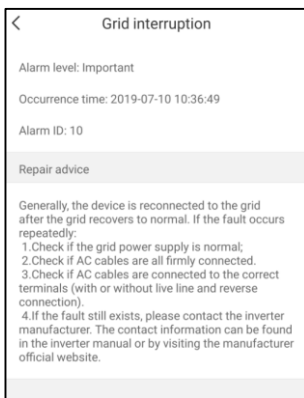 Grid interruption
Alarm level: Important
Occurrence time: 2019-07-10 10:36:49
Alarm ID: 10
Repair advice
Generally, the device is reconnected to the grid
after the grid recovers to normal. If the fault occurs
repeatedly:
1.Check if the grid power supply is normal;
2.Check if AC cables are all firmly connected.
3.Check if AC cables are connected to the correct
terminals (with or without live line and reverse
connection).
4.If the fault still exists, please contact the inverter
manufacturer. The contact information can be found
in the inverter manual or by visiting the manufacturer
official website.